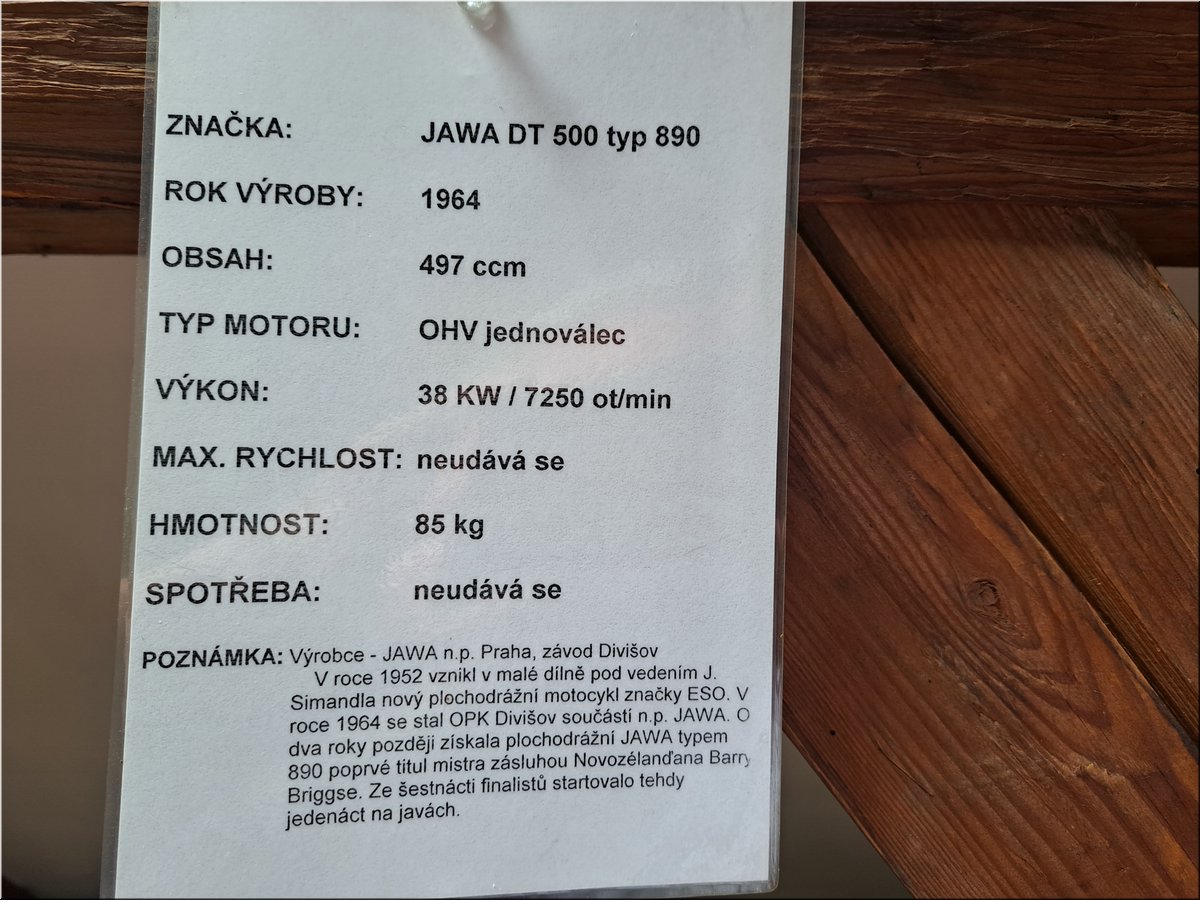 ZNAČKA: JAWA DT 500 typ 890
ROK VÝROBY: 1964
OBSAH: 497 ccm
TYP MOTORU: OHV jednoválec
VÝKON: 38 KW / 7250 ot/min
MAX. RYCHLOST: neudává se
HMOTNOST: 85 kg
SPOTŘEBA: neudává se
POZNÁMKA: Výrobce - JAWA n.p. Praha, závod Divišov
V roce 1952 vznikl v malé dílně pod vedením J.
Simandla nový plochodrážní motocykl značky ESO. V
roce 1964 se stal OPK Divišov součástí n.p. JAWA. O
dva roky později získala plochodrážní JAWA typem
890 poprvé titul mistra zásluhou Novozélanďana Barry
Briggse. Ze šestnácti finalistů startovalo tehdy
jedenáct na javách.